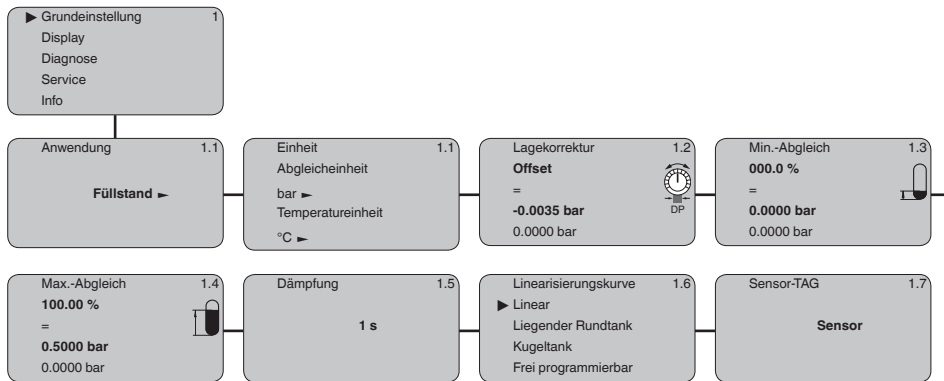 Grundeinstellung 1
Display
Diagnose
Service
Info
Anwendung 1.1
Füllstand
Einheit 1.1
Abgleicheinheit
bar
Temperatureinheit
°C
Lagekorrektur 1.2
Offset
=
-0.0035 bar
0.0000 bar
DP
Min.-Abgleich 1.3
000.0 %
=
0.0000 bar
0.0000 bar
Max.-Abgleich 1.4
100.00 %
=
0.5000 bar
0.0000 bar
Dämpfung 1.5
1 s
Linearisierungskurve 1.6
Linear
Liegender Rundtank
Kugeltank
Frei programmierbar
Sensor-TAG 1.7
Sensor